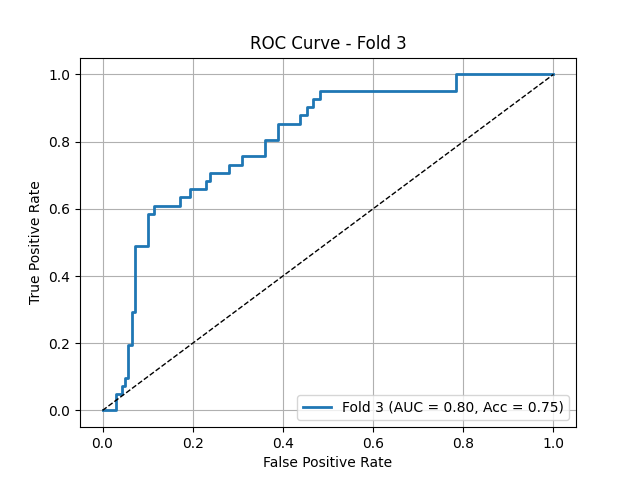 ROC Curve - Fold 3
True Positive Rate
1.0
0.8
0.6
0.4
0.2
0.0
Fold 3 (AUC = 0.80, Acc = 0.75)
0.0 0.2 0.4 0.6 0.8 1.0
False Positive Rate